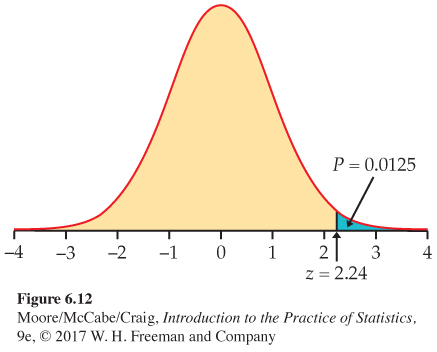 P = 0.0125
–4 –3 –2 –1 0 1 2 3 4
z = 2.24
Figure 6.12
Moore/McCabe/Craig, Introduction to the Practice of Statistics,
9e, © 2017 W. H. Freeman and Company